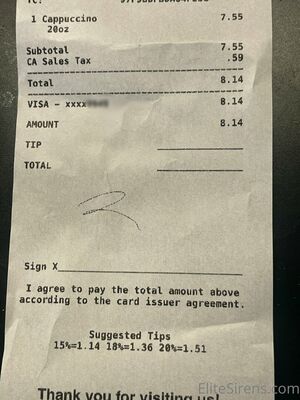 1 Cappuccino 7.55
20oz
Subtotal 7.55
CA Sales Tax .59
Total 8.14
VISA - xxxx 8.14
AMOUNT 8.14
TIP
TOTAL
Sign X
I agree to pay the total amount above
according to the card issuer agreement.
Suggested Tips
15%=1.14 18%=1.36 20%=1.51
Thank you for visiting us!
EliteSirens.com